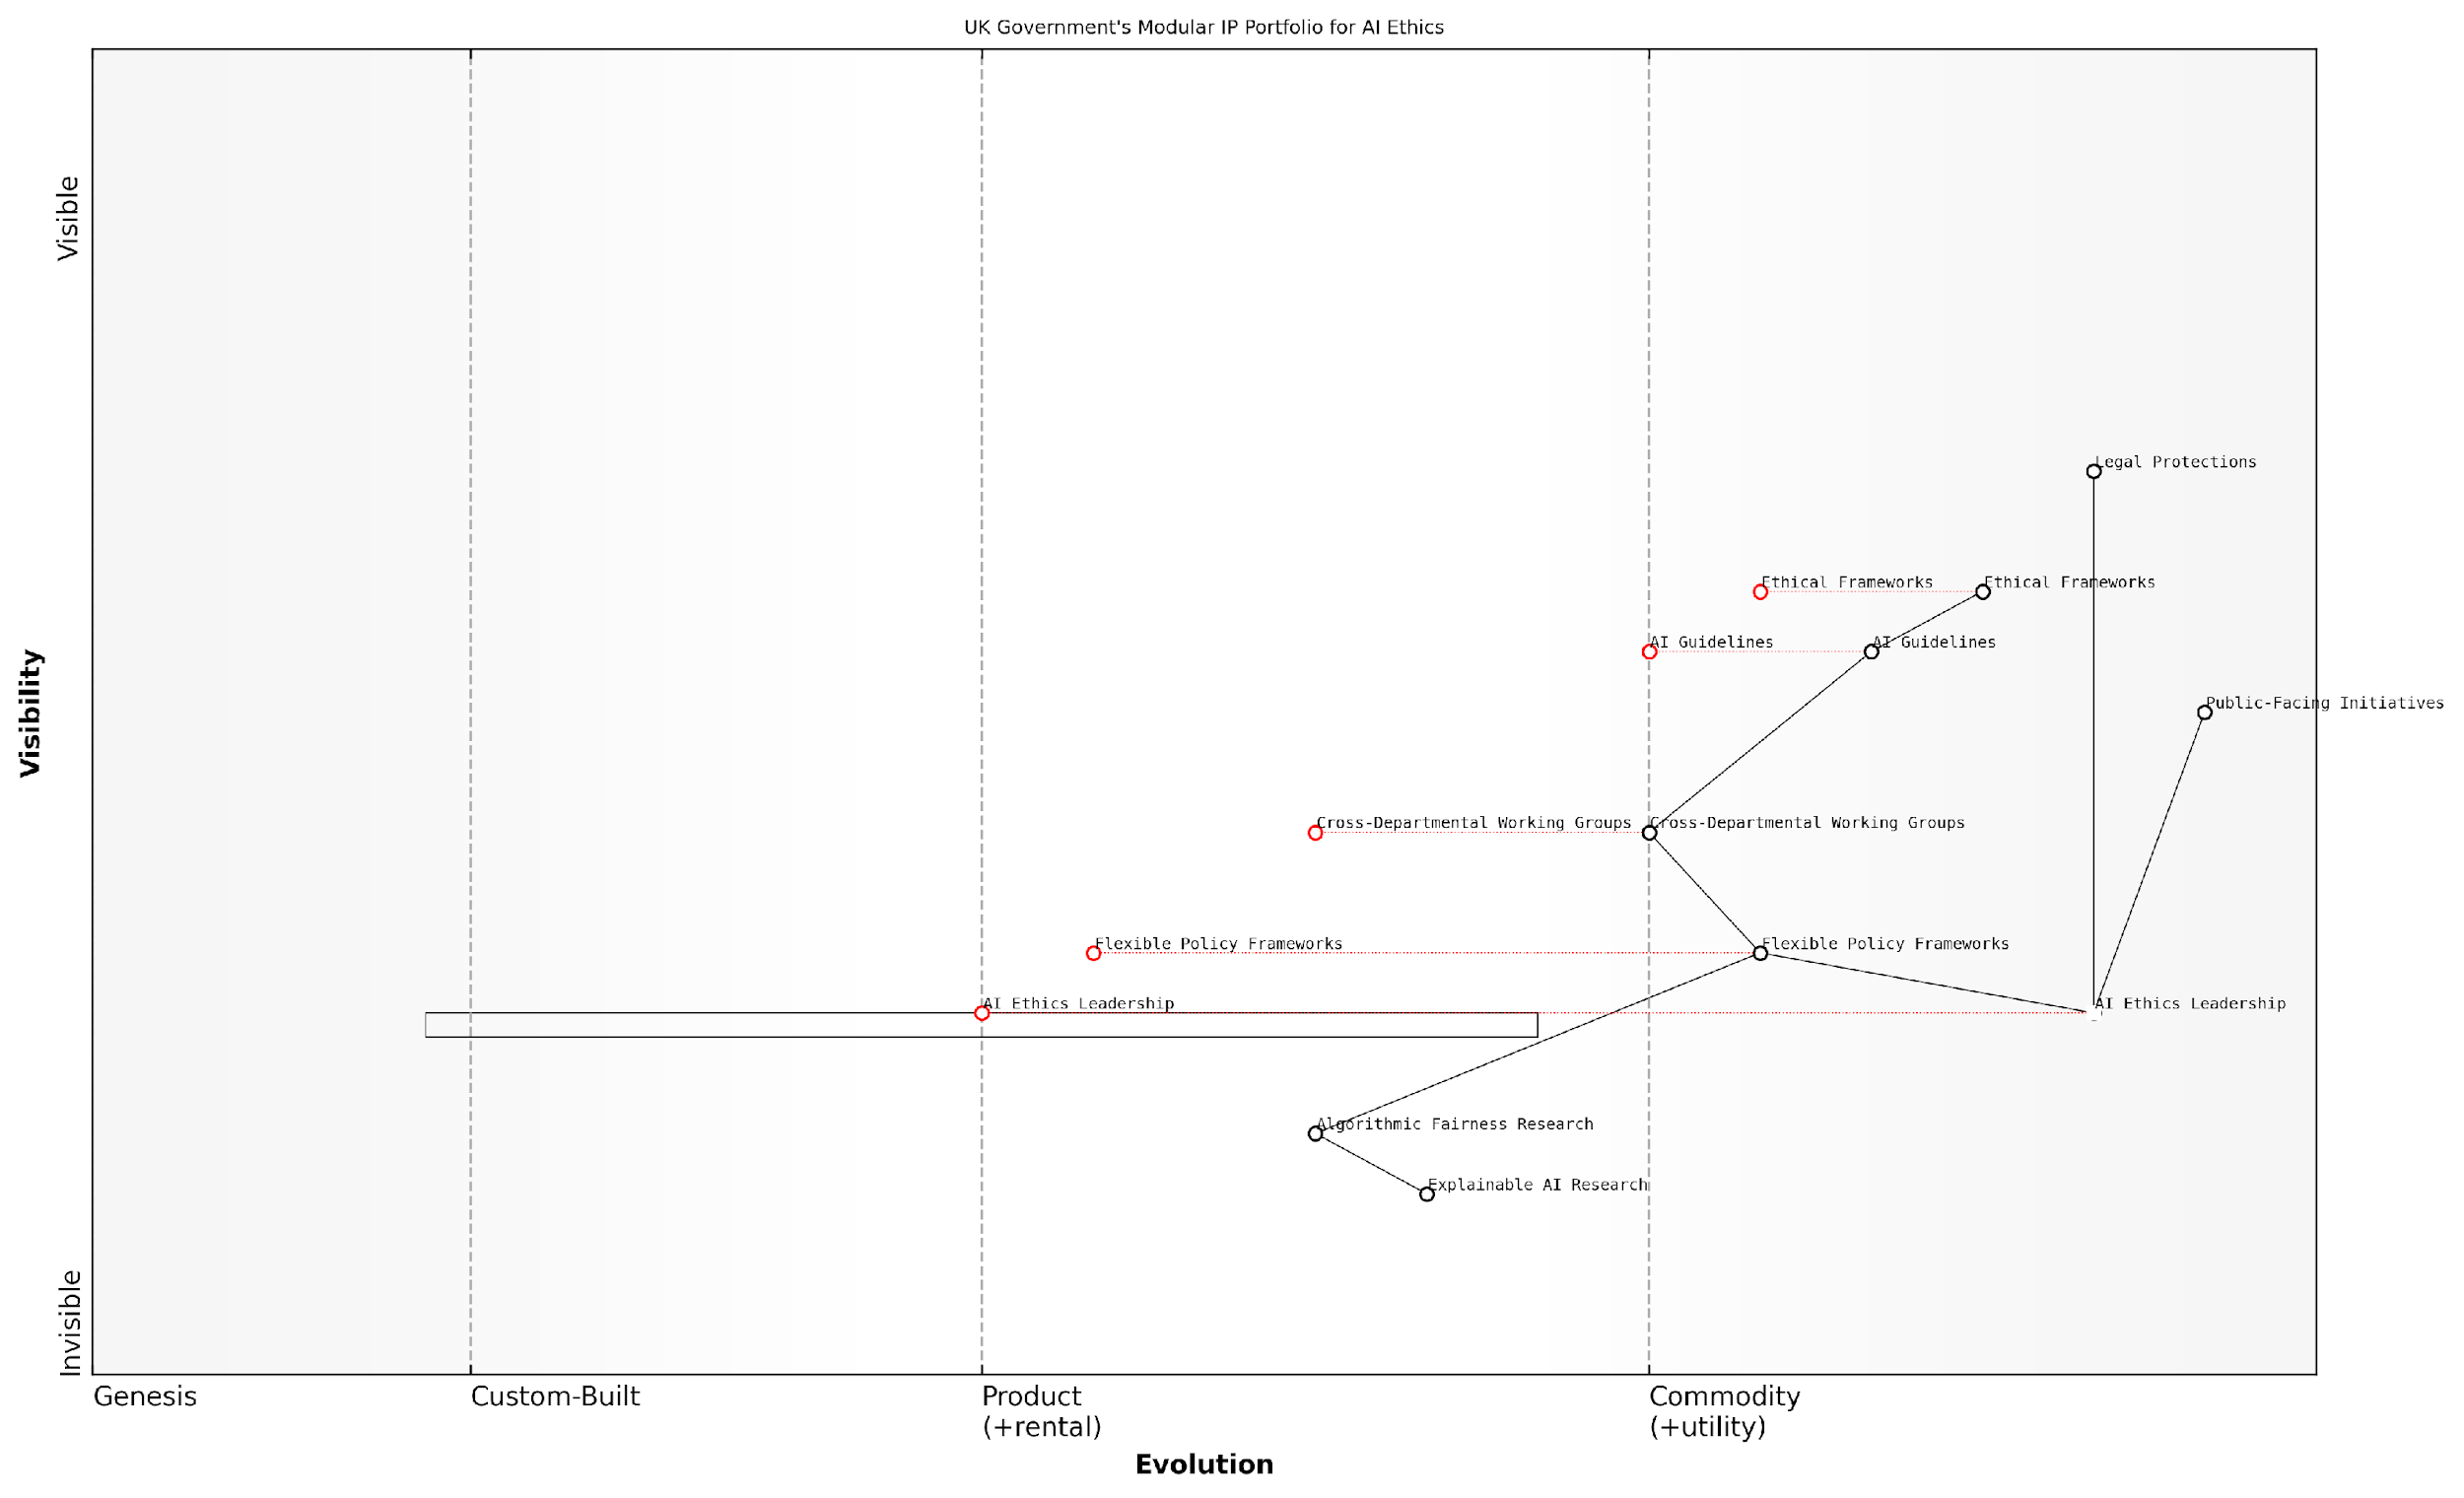 UK Government's Modular IP Portfolio for AI Ethics
Visible
Visibility
Invisible
Legal Protections
Ethical Frameworks
Ethical Frameworks
AI Guidelines
AI Guidelines
Public-Facing Initiatives
Cross-Departmental Working Groups
Cross-Departmental Working Groups
Flexible Policy Frameworks
Flexible Policy Frameworks
AI Ethics Leadership
AI Ethics Leadership
Algorithmic Fairness Research
Explainable AI Research
Genesis
Custom-Built
Product
(+rental)
Commodity
(+utility)
Evolution